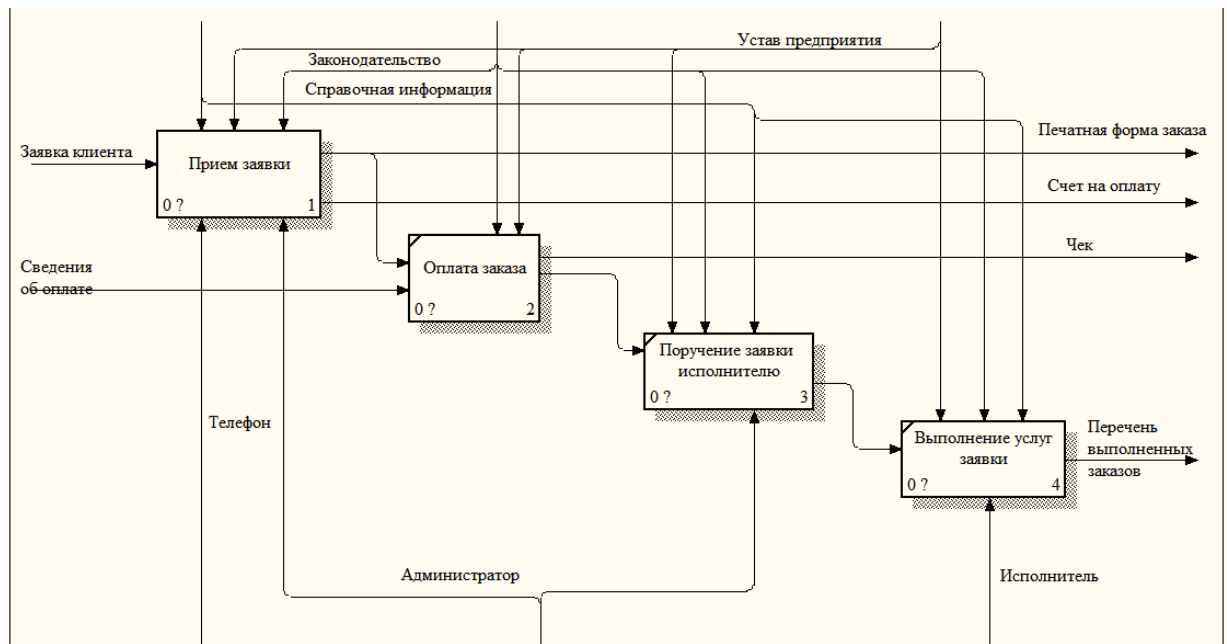 Устав предприятия
Законодательство
Справочная информация
Печатная форма заказа
Заявка клиента
Прием заявки
0 ?
1
Счет на оплату
Чек
Сведения
об оплате
Оплата заказа
0 ?
2
Поручение заявки
исполнителю
0 ?
3
Телефон
Выполнение услуг
заявки
0 ?
4
Перечень
выполненных
заказов
Администратор
Исполнитель